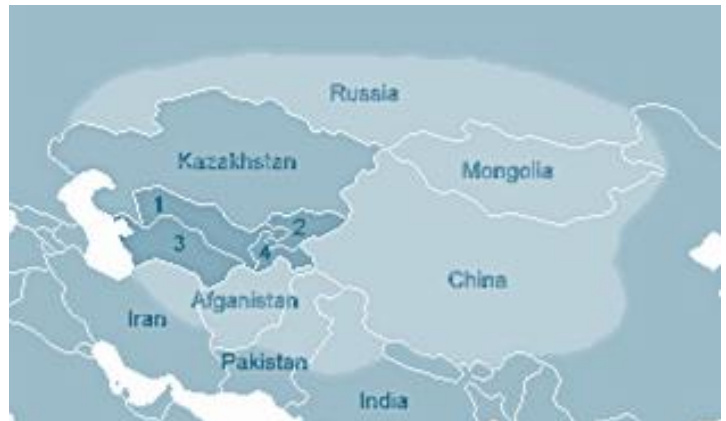 Russia
Kazakhstan
Mongolia
1
2
3
4
China
Afganistan
Iran
Pakistan
India